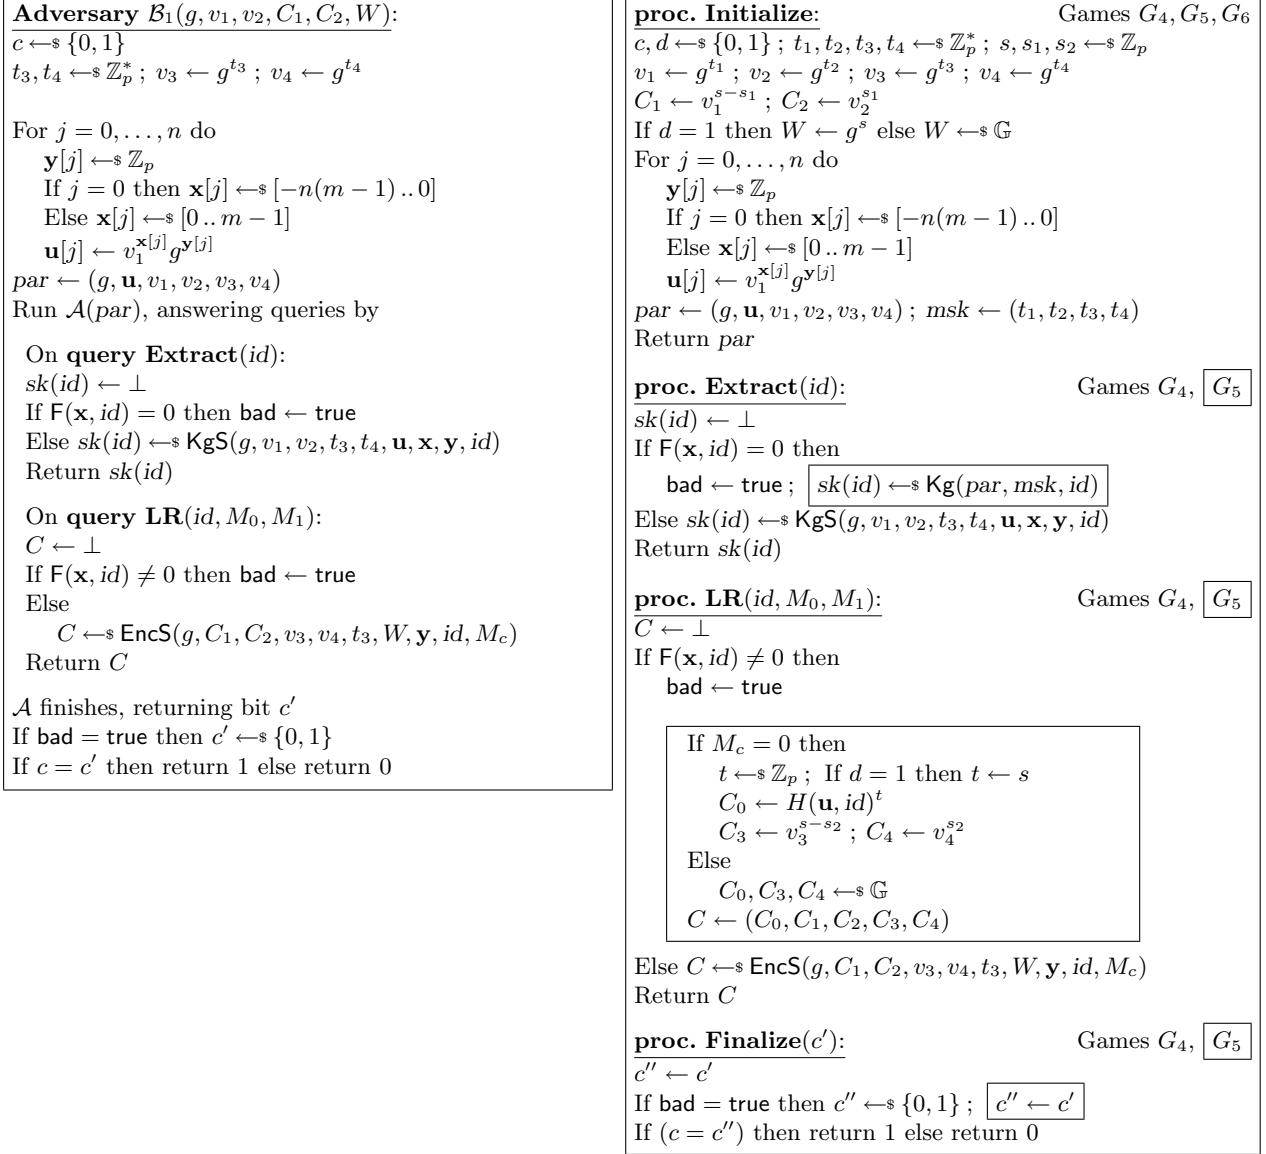 Adversary 𝓑₁(g, v₁, v₂, C₁, C₂, W):
c ←$ {0, 1}
t₃, t₄ ←$ ℤ*ₚ ; v₃ ← g^{t₃} ; v₄ ← g^{t₄}
For j = 0, . . . , n do
y[j] ←$ ℤₚ
If j = 0 then x[j] ←$ [−n(m − 1) .. 0]
Else x[j] ←$ [0 .. m − 1]
u[j] ← v₁^{x[j]} g^{y[j]}
par ← (g, u, v₁, v₂, v₃, v₄)
Run 𝒜(par), answering queries by
On query Extract(id):
sk(id) ← ⊥
If F(x, id) = 0 then bad ← true
Else sk(id) ←$ KgS(g, v₁, v₂, t₃, t₄, u, x, y, id)
Return sk(id)
On query LR(id, M₀, M₁):
C ← ⊥
If F(x, id) ≠ 0 then bad ← true
Else
C ←$ EncS(g, C₁, C₂, v₃, v₄, t₃, W, y, id, M_c)
Return C
𝒜 finishes, returning bit c′
If bad = true then c′ ←$ {0, 1}
If c = c′ then return 1 else return 0
proc. Initialize: Games G₄, G₅, G₆
c, d ←$ {0, 1} ; t₁, t₂, t₃, t₄ ←$ ℤ*ₚ ; s, s₁, s₂ ←$ ℤₚ
v₁ ← g^{t₁} ; v₂ ← g^{t₂} ; v₃ ← g^{t₃} ; v₄ ← g^{t₄}
C₁ ← v₁^{s−s₁} ; C₂ ← v₂^{s₁}
If d = 1 then W ← g^s else W ←$ 𝔾
For j = 0, . . . , n do
y[j] ←$ ℤₚ
If j = 0 then x[j] ←$ [−n(m − 1) .. 0]
Else x[j] ←$ [0 .. m − 1]
u[j] ← v₁^{x[j]} g^{y[j]}
par ← (g, u, v₁, v₂, v₃, v₄) ; msk ← (t₁, t₂, t₃, t₄)
Return par
proc. Extract(id): Games G₄, G₅
sk(id) ← ⊥
If F(x, id) = 0 then
bad ← true ; sk(id) ←$ Kg(par, msk, id)
Else sk(id) ←$ KgS(g, v₁, v₂, t₃, t₄, u, x, y, id)
Return sk(id)
proc. LR(id, M₀, M₁): Games G₄, G₅
C ← ⊥
If F(x, id) ≠ 0 then
bad ← true
If M_c = 0 then
t ←$ ℤₚ ; If d = 1 then t ← s
C₀ ← H(u, id)^t
C₃ ← v₃^{s−s₂} ; C₄ ← v₄^{s₂}
Else
C₀, C₃, C₄ ←$ 𝔾
C ← (C₀, C₁, C₂, C₃, C₄)
Else C ←$ EncS(g, C₁, C₂, v₃, v₄, t₃, W, y, id, M_c)
Return C
proc. Finalize(c′): Games G₄, G₅
c′′ ← c′
If bad = true then c′′ ←$ {0, 1} ; c′′ ← c′
If (c = c′′) then return 1 else return 0